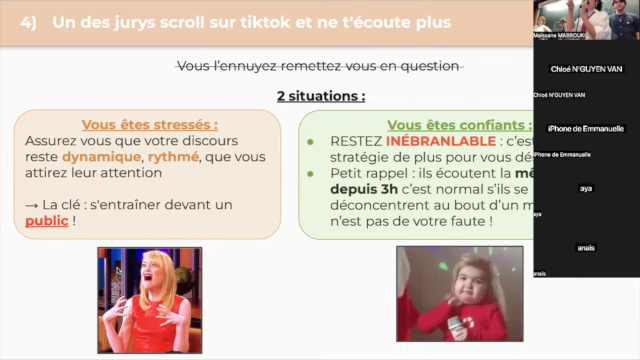 4) Un des jurys scroll sur tiktok et ne t'écoute plus
Vous l'ennuyez remettez vous en question
2 situations :
Vous êtes stressés :
Assurez vous que votre discours
reste dynamique, rythmé, que vous
attirez leur attention
→ La clé : s'entraîner devant un
public !
Vous êtes confiants :
● RESTEZ INÉBRANLABLE : c'est
stratégie de plus pour vous dé
● Petit rappel : ils écoutent la mê
depuis 3h c'est normal s'ils se
déconcentrent au bout d'un m
n'est pas de votre faute !
Maïssane MABROUKI
Chloé N'GUYEN VAN
Chloé N'GUYEN VAN
iPhone de Emmanuelle
iPhone de Emmanuelle
aya
aya
anaïs
anaïs